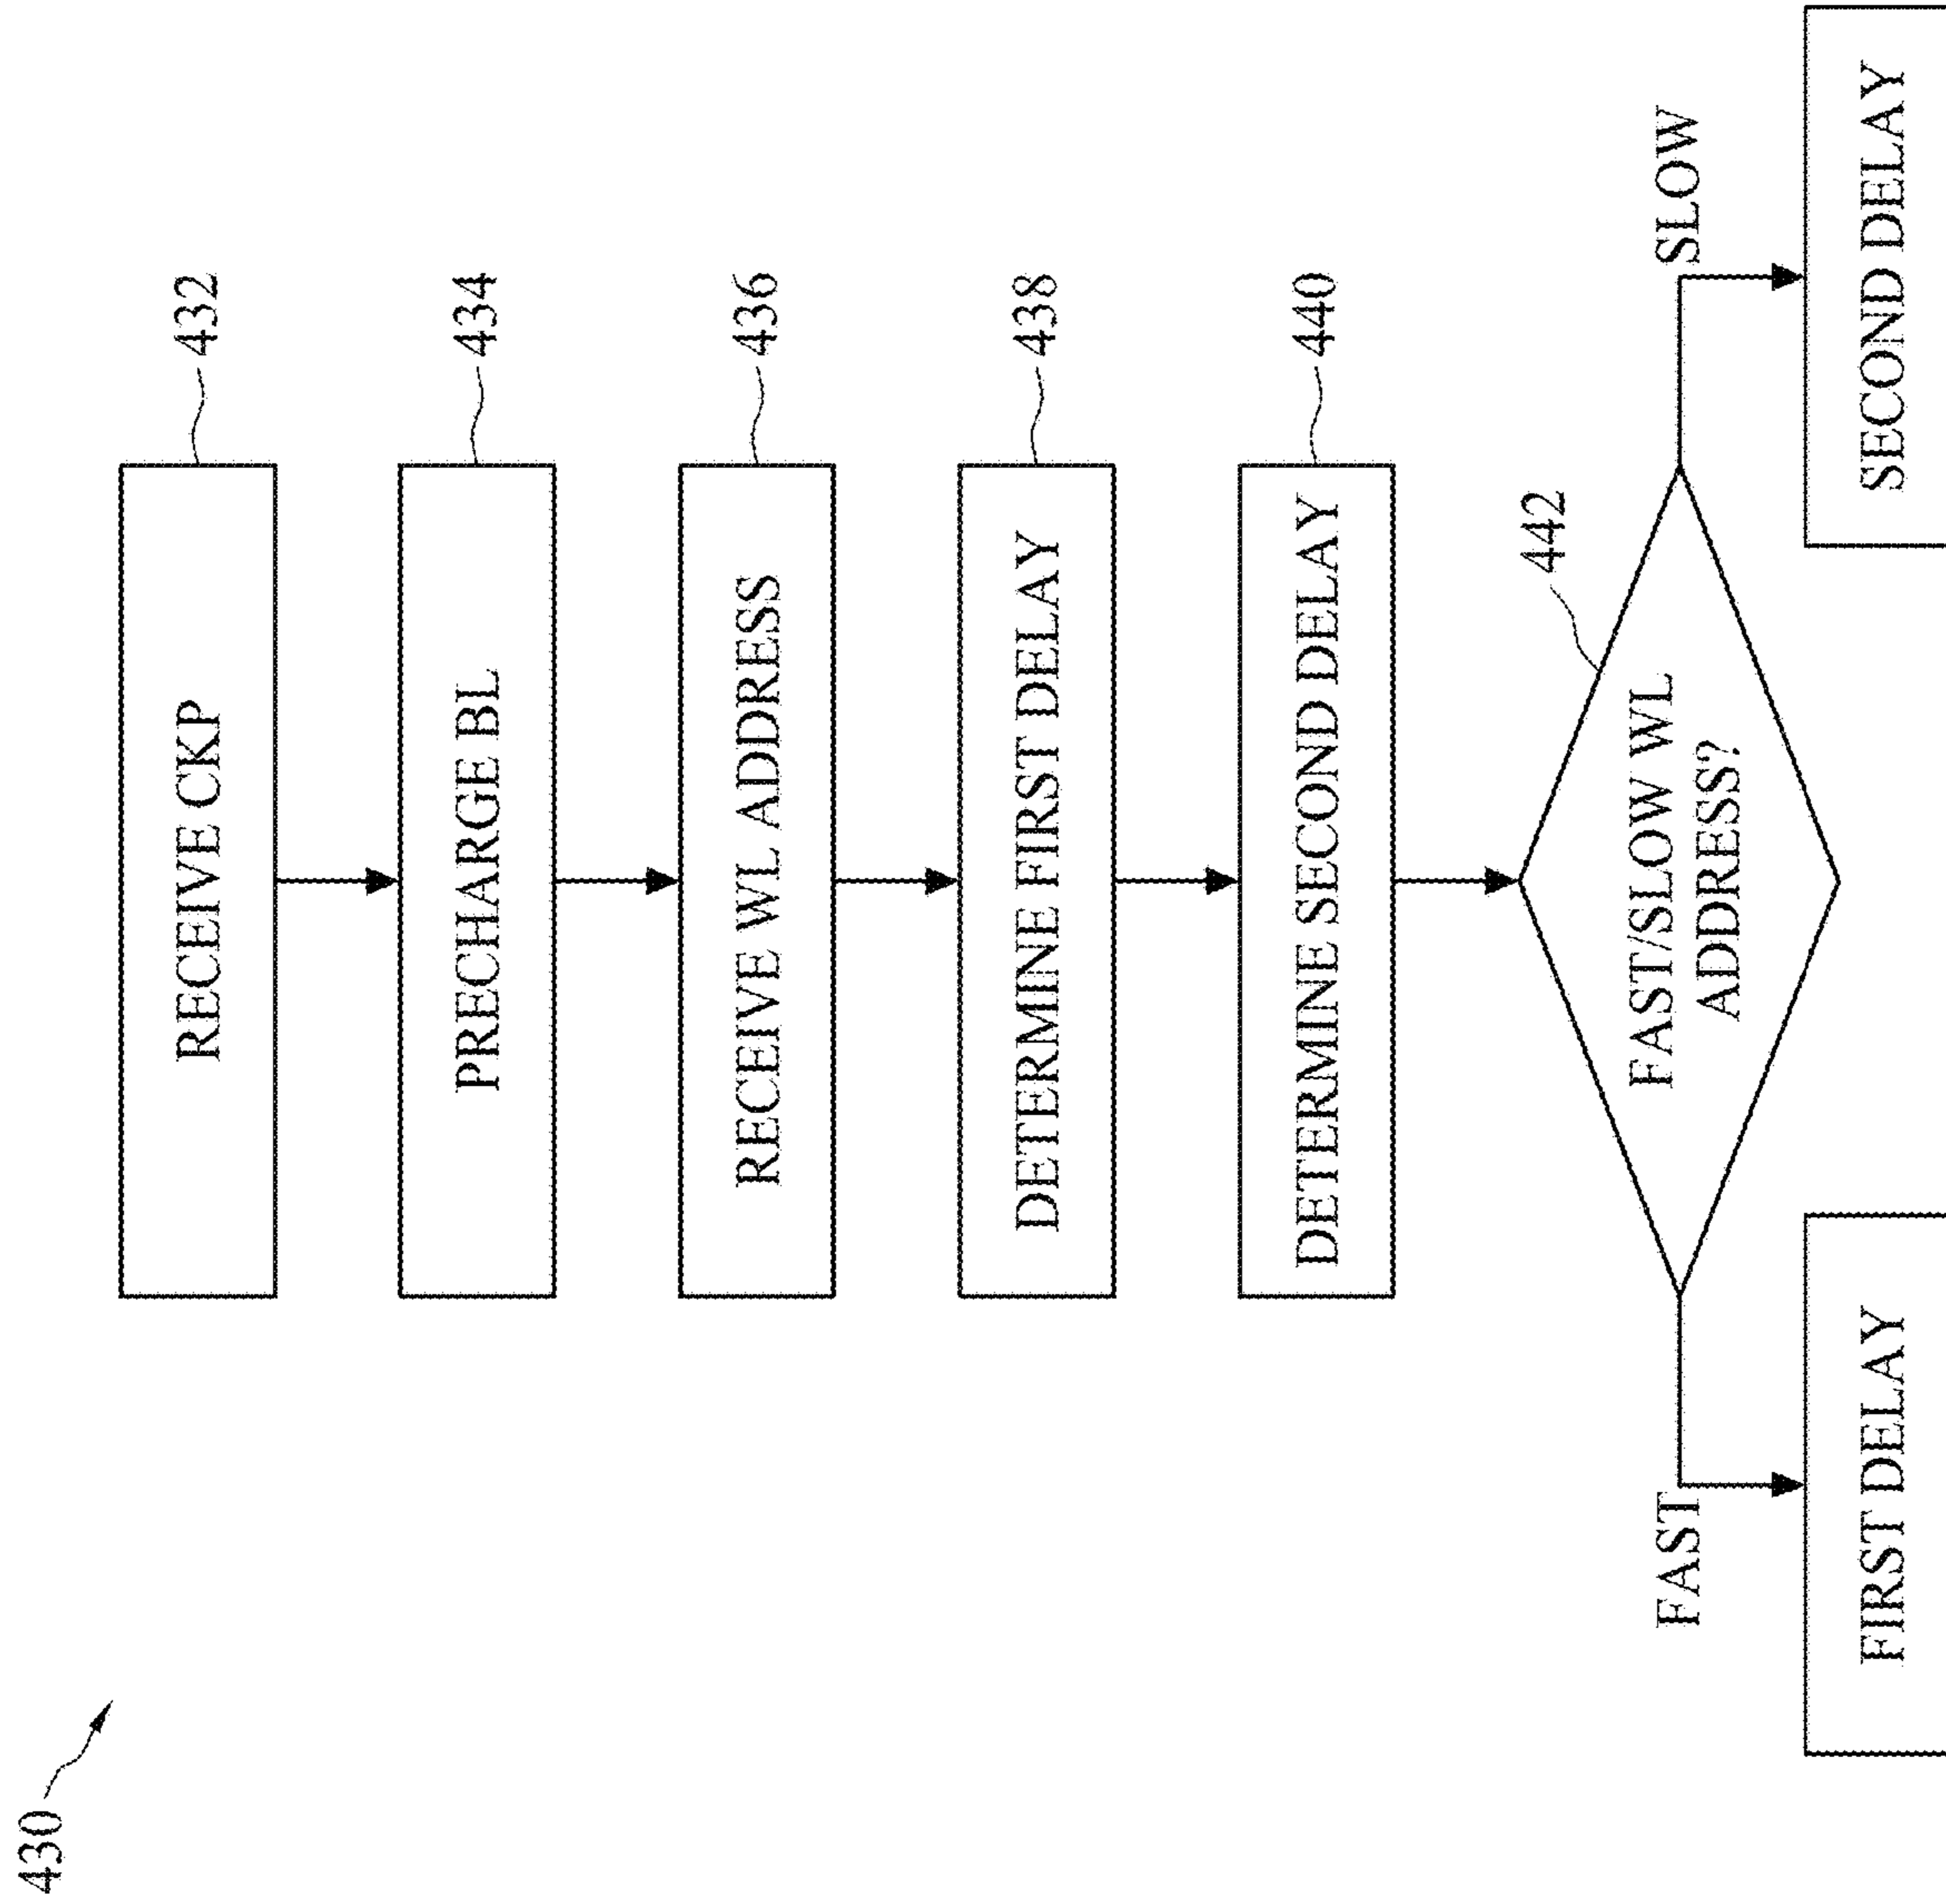 430
RECEIVE CKP
432
PRECHARGE BL
434
RECEIVE WL ADDRESS
436
DETERMINE FIRST DELAY
438
DETERMINE SECOND DELAY
440
442
FAST/SLOW WL
ADDRESS?
FAST
SLOW
FIRST DELAY
SECOND DELAY